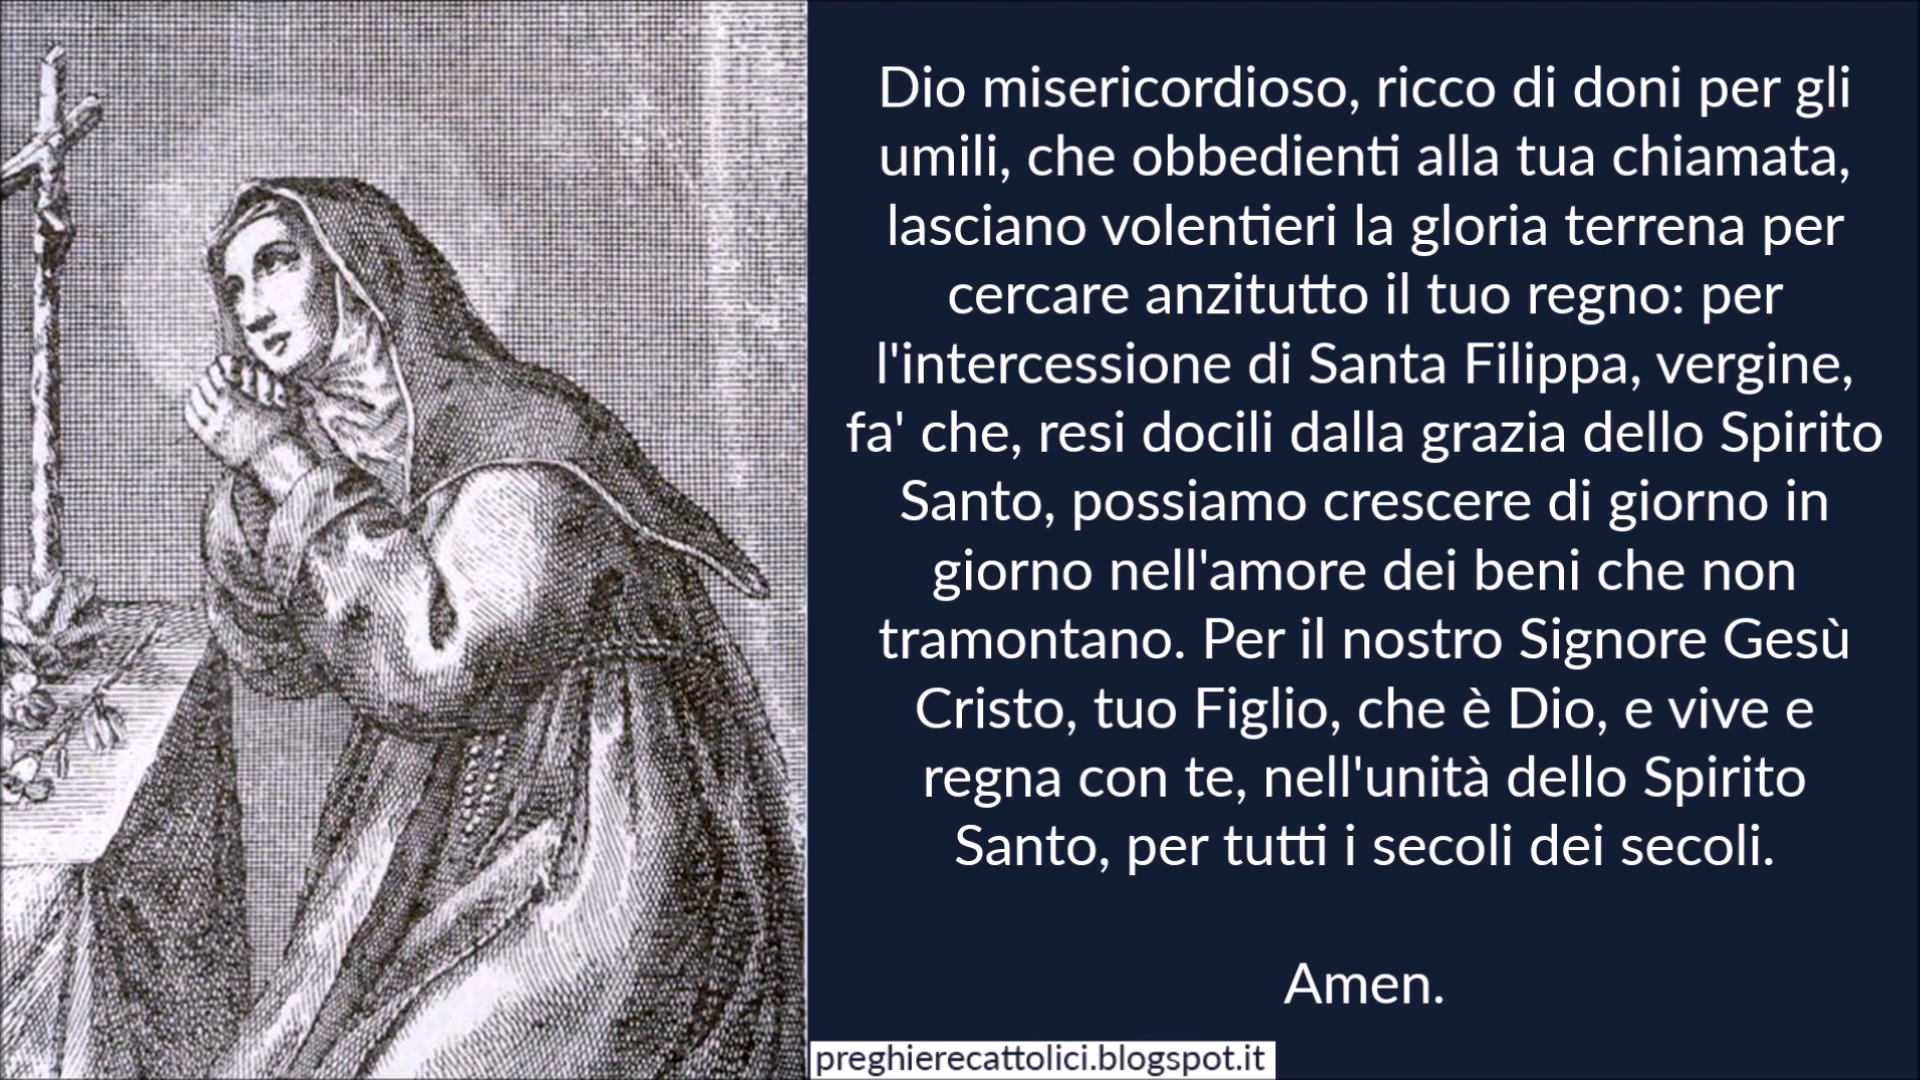 Dio misericordioso, ricco di doni per gli
umili, che obbedienti alla tua chiamata,
lasciano volentieri la gloria terrena per
cercare anzitutto il tuo regno: per
l'intercessione di Santa Filippa, vergine,
fa' che, resi docili dalla grazia dello Spirito
Santo, possiamo crescere di giorno in
giorno nell'amore dei beni che non
tramontano. Per il nostro Signore Gesù
Cristo, tuo Figlio, che è Dio, e vive e
regna con te, nell'unità dello Spirito
Santo, per tutti i secoli dei secoli.
Amen.
preghierecattolici.blogspot.it